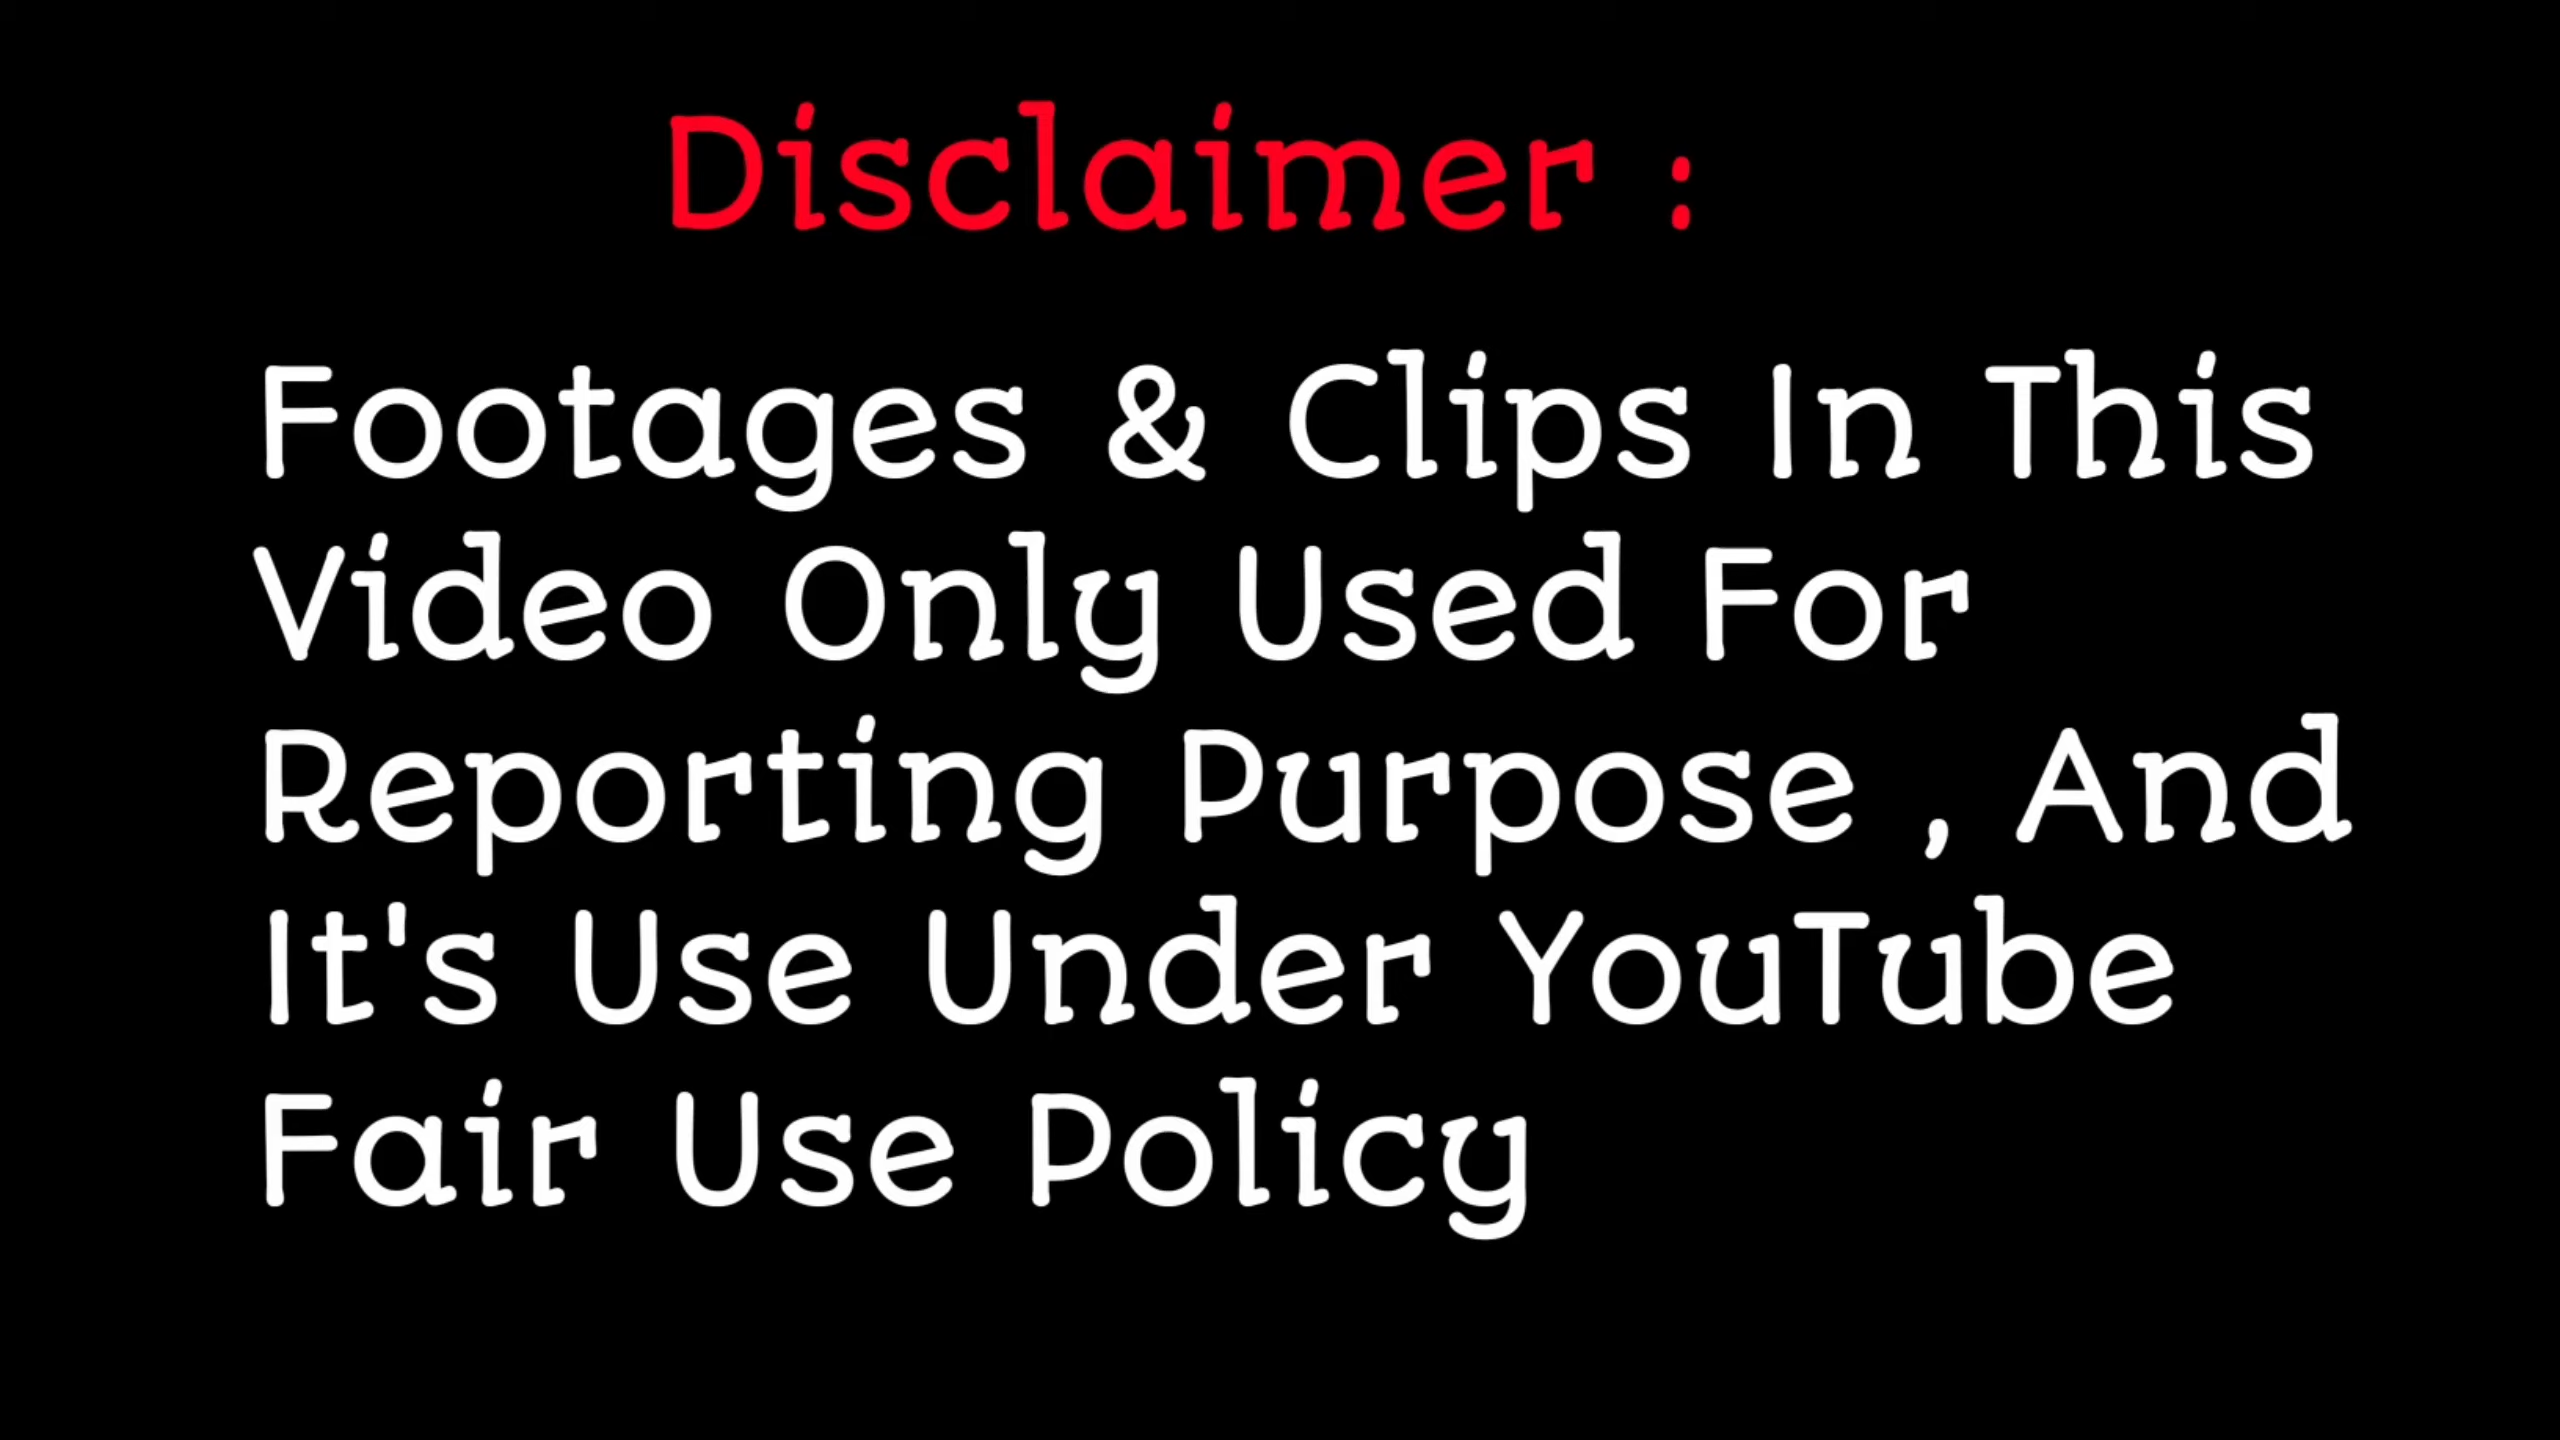 Disclaimer :
Footages & Clips In This
Video Only Used For
Reporting Purpose , And
It's Use Under YouTube
Fair Use Policy